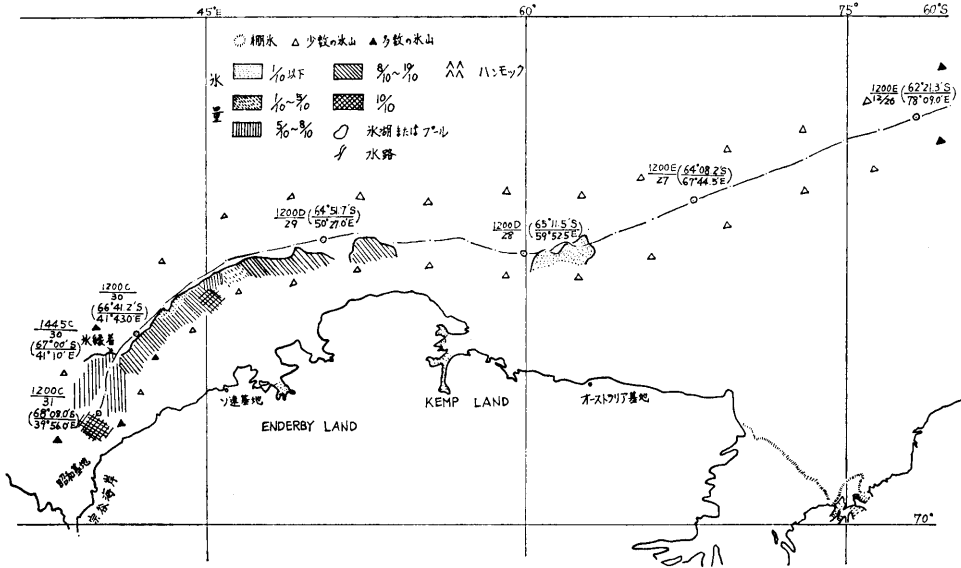 45°E 60° 75° 60°S
棚氷 少数の氷山 多数の氷山
氷量
1/10 以下
8/10~10/10
ハンモック
1/10~5/10
10/10
5/10~8/10
氷湖またはプール
水路
1200E
12/26
(62°21.3'S
78°09.0'E)
1200E
27
(64°08.2'S
67°44.5'E)
1200D
28
(65°11.5'S
59°52.5'E)
1200D
29
(64°51.7'S
50°27.0'E)
1200C
30
(66°41.2'S
41°43.0'E)
1445C
30
(67°00'S
41°10'E)
氷縁着
1200C
31
(68°08.0'S
39°56.0'E)
昭和基地
宗谷海岸
ソ連基地
ENDERBY LAND
KEMP LAND
オーストラリア基地
70°